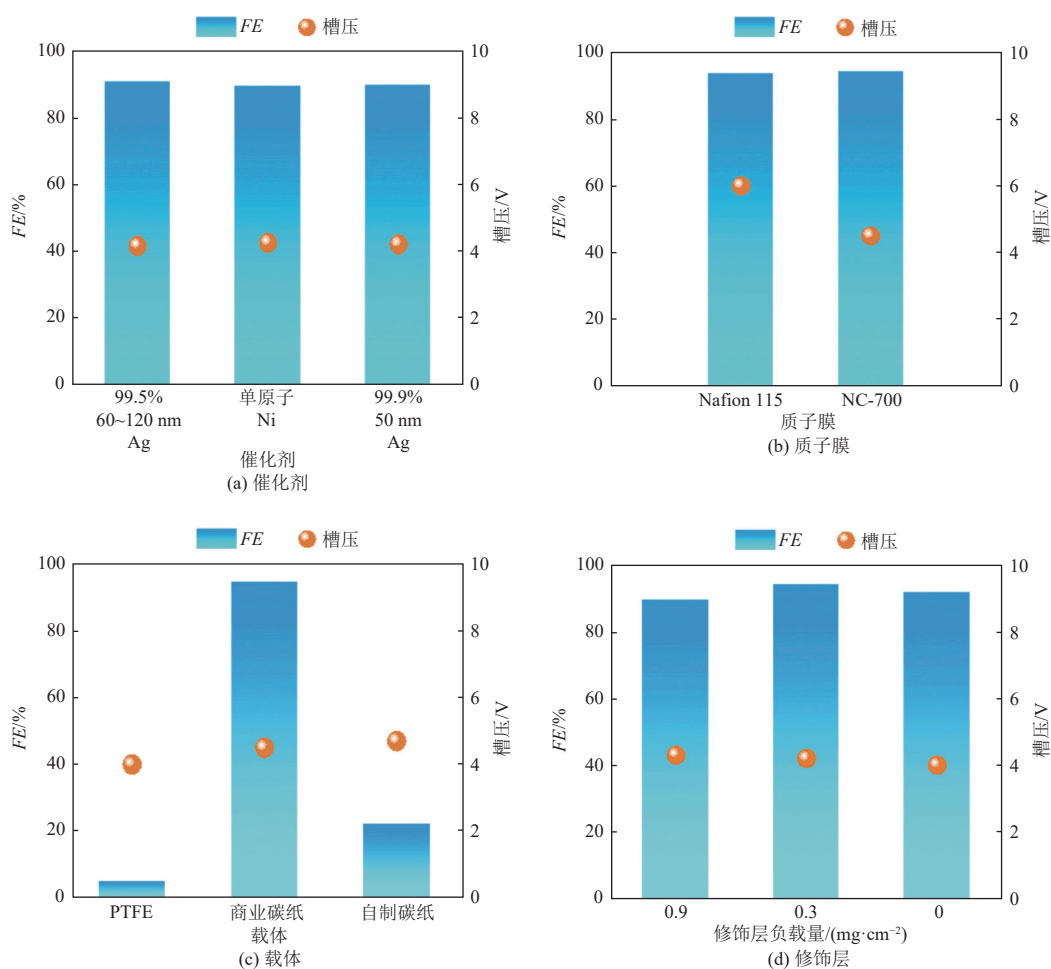 FE 槽压
100
80
60
40
20
0
FE/%
10
8
6
4
2
0
槽压/V
99.5% 单原子 99.9%
60~120 nm Ni 50 nm
Ag Ag
催化剂
(a) 催化剂
FE 槽压
100
80
60
40
20
0
FE/%
10
8
6
4
2
0
槽压/V
Nafion 115 NC-700
质子膜
(b) 质子膜
FE 槽压
100
80
60
40
20
0
FE/%
10
8
6
4
2
0
槽压/V
PTFE 商业碳纸 自制碳纸
载体
(c) 载体
FE 槽压
100
80
60
40
20
0
FE/%
10
8
6
4
2
0
槽压/V
0.9 0.3 0
修饰层负载量/(mg·cm⁻²)
(d) 修饰层